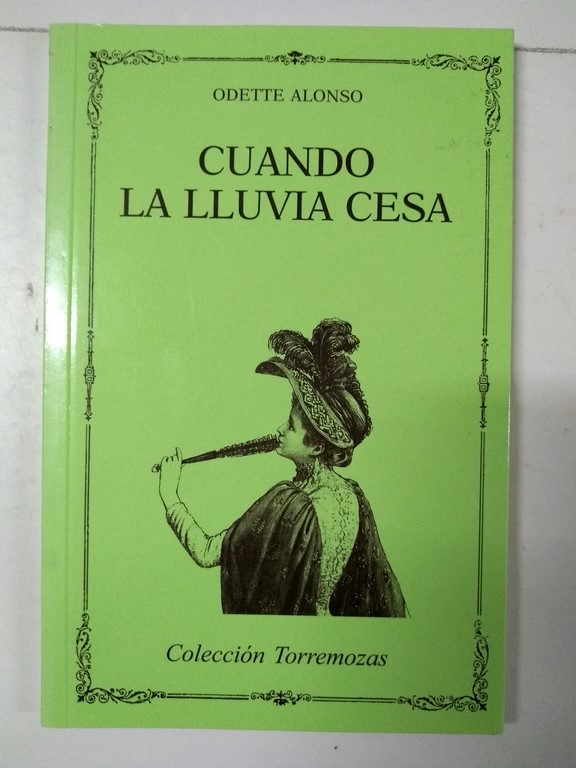 ODETTE ALONSO
CUANDO
LA LLUVIA CESA
Colección Torremozas